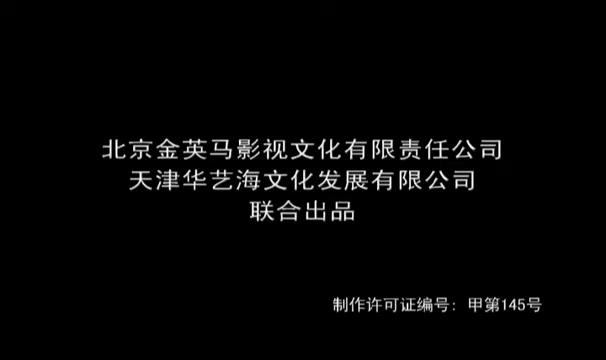 北京金英马影视文化有限责任公司
天津华艺海文化发展有限公司
联合出品
制作许可证编号：甲第145号